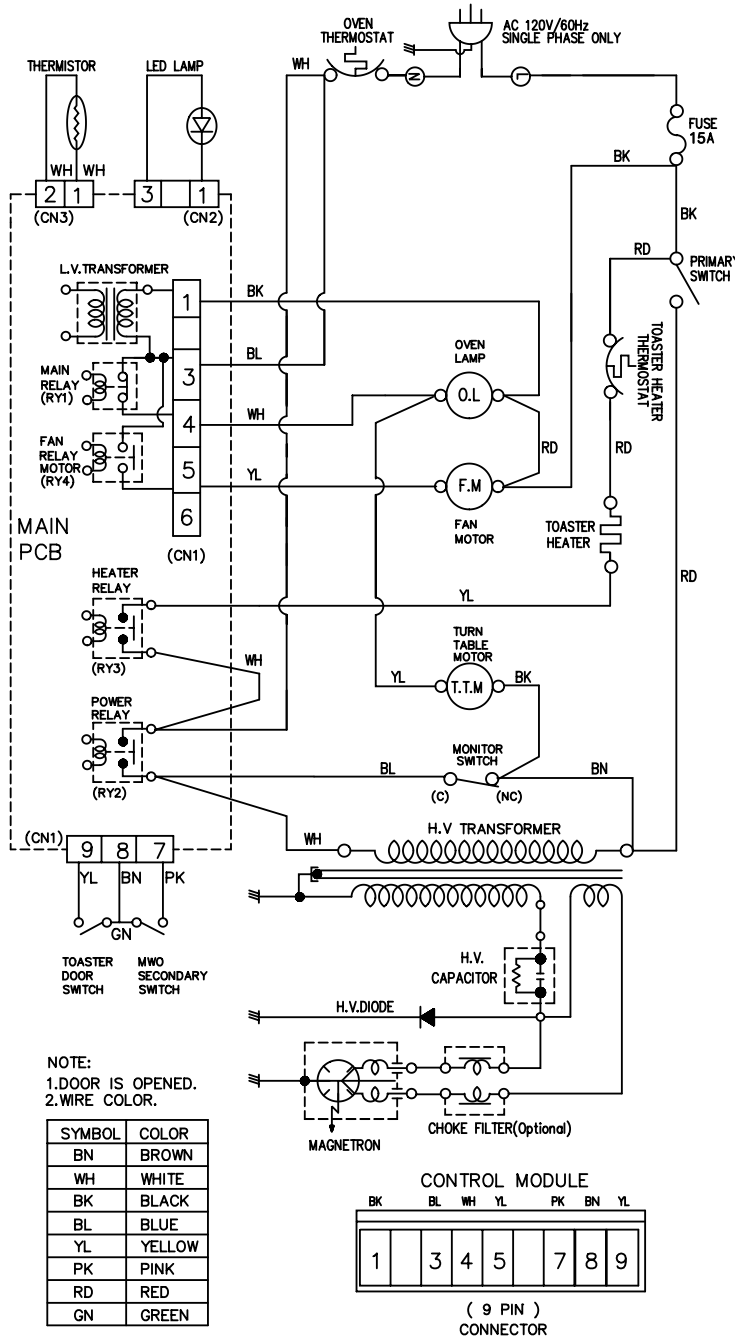 OVEN
THERMOSTAT
AC 120V/60Hz
SINGLE PHASE ONLY
THERMISTOR
LED LAMP
WH
N
L
FUSE
15A
WH WH
BK
2 1
3 1
(CN3)
(CN2)
BK
RD
PRIMARY
SWITCH
L.V.TRANSFORMER
1
BK
TOASTER HEATER
THERMOSTAT
OVEN
LAMP
BL
3
MAIN
RELAY
(RY1)
O.L
WH
4
FAN
RELAY
MOTOR
(RY4)
RD
RD
5
YL
F.M
MAIN
PCB
6
FAN
MOTOR
TOASTER
HEATER
(CN1)
HEATER
RELAY
RD
YL
TURN
TABLE
MOTOR
(RY3)
WH
YL
T.T.M
BK
POWER
RELAY
MONITOR
SWITCH
BL
BN
(RY2)
(C)
(NC)
(CN1)
WH
H.V TRANSFORMER
9 8 7
YL BN PK
GN
TOASTER
DOOR
SWITCH
MWO
SECONDARY
SWITCH
H.V.
CAPACITOR
H.V.DIODE
NOTE:
1.DOOR IS OPENED.
2.WIRE COLOR.
MAGNETRON
CHOKE FILTER(Optional)
SYMBOL COLOR
BN BROWN
WH WHITE
BK BLACK
BL BLUE
YL YELLOW
PK PINK
RD RED
GN GREEN
CONTROL MODULE
BK BL WH YL PK BN YL
1 3 4 5 7 8 9
( 9 PIN )
CONNECTOR